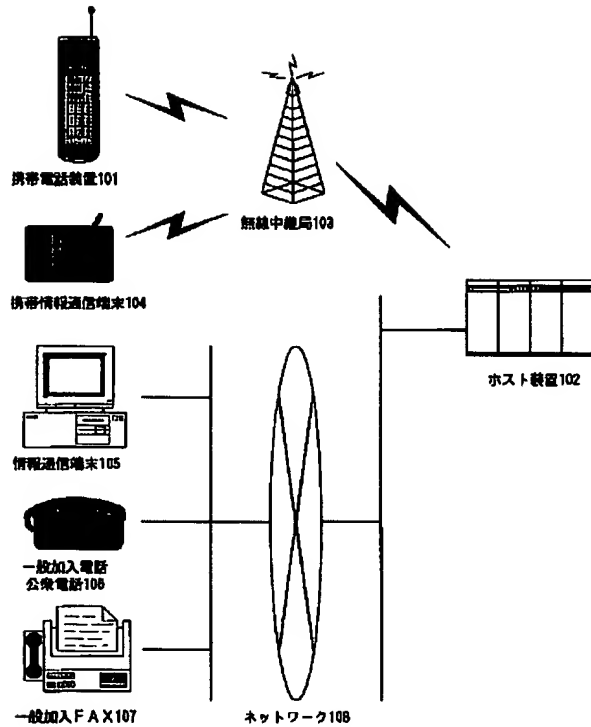 携帯電話装置101
無線中継局103
携帯情報通信端末104
ホスト装置102
情報通信端末105
一般加入電話
公衆電話106
一般加入FAX107
ネットワーク108